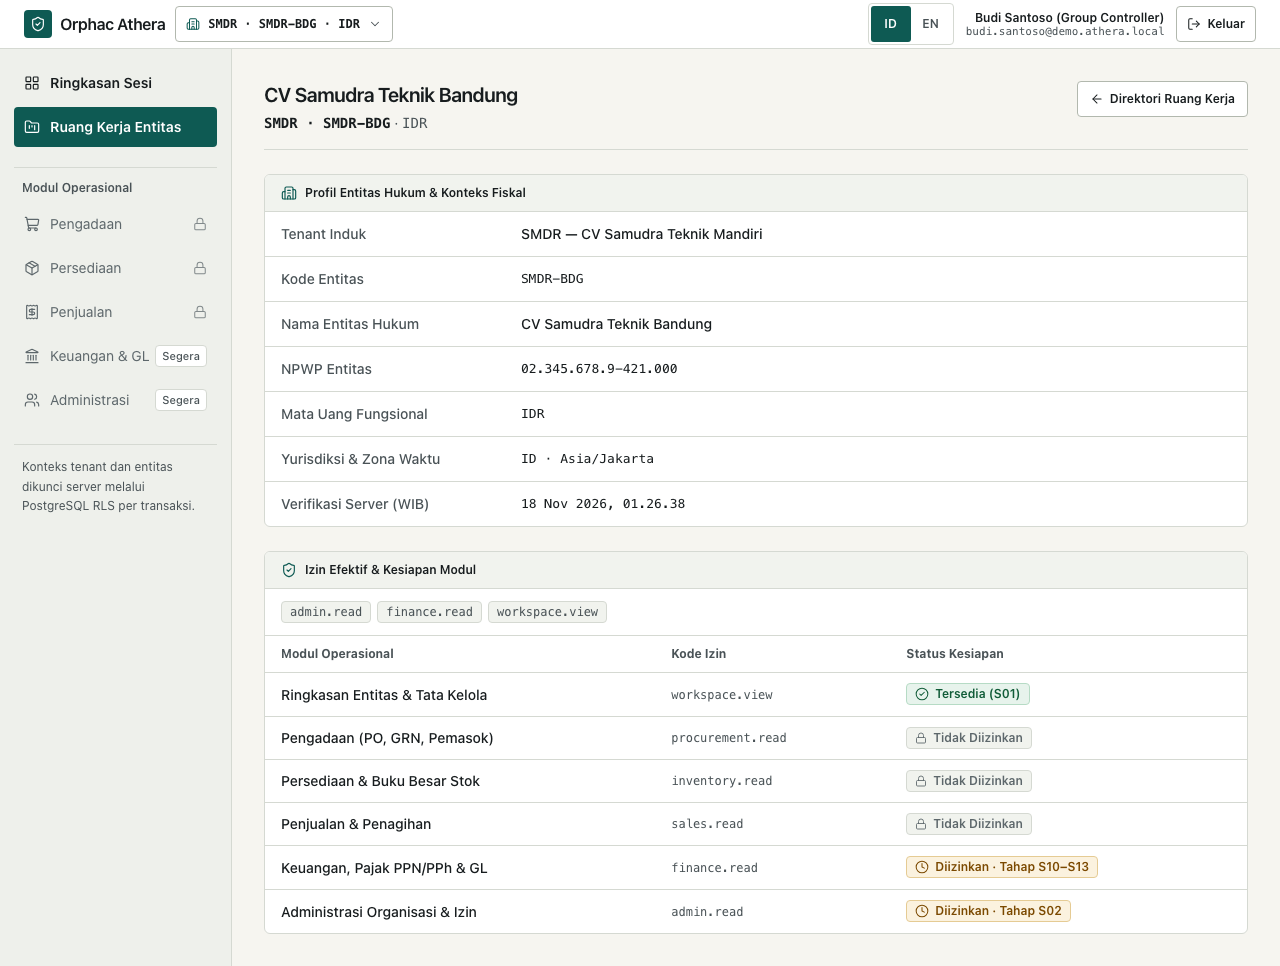 Orphac Athera
SMDR · SMDR-BDG · IDR
ID EN
Budi Santoso (Group Controller)
budi.santoso@demo.athera.local
Keluar
Ringkasan Sesi
Ruang Kerja Entitas
Modul Operasional
Pengadaan
Persediaan
Penjualan
Keuangan & GL Segera
Administrasi Segera
Konteks tenant dan entitas
dikunci server melalui
PostgreSQL RLS per transaksi.
CV Samudra Teknik Bandung
SMDR · SMDR-BDG · IDR
Direktori Ruang Kerja
Profil Entitas Hukum & Konteks Fiskal
Tenant Induk SMDR — CV Samudra Teknik Mandiri
Kode Entitas SMDR-BDG
Nama Entitas Hukum CV Samudra Teknik Bandung
NPWP Entitas 02.345.678.9-421.000
Mata Uang Fungsional IDR
Yurisdiksi & Zona Waktu ID · Asia/Jakarta
Verifikasi Server (WIB) 18 Nov 2026, 01.26.38
Izin Efektif & Kesiapan Modul
admin.read finance.read workspace.view
Modul Operasional Kode Izin Status Kesiapan
Ringkasan Entitas & Tata Kelola workspace.view Tersedia (S01)
Pengadaan (PO, GRN, Pemasok) procurement.read Tidak Diizinkan
Persediaan & Buku Besar Stok inventory.read Tidak Diizinkan
Penjualan & Penagihan sales.read Tidak Diizinkan
Keuangan, Pajak PPN/PPh & GL finance.read Diizinkan · Tahap S10–S13
Administrasi Organisasi & Izin admin.read Diizinkan · Tahap S02